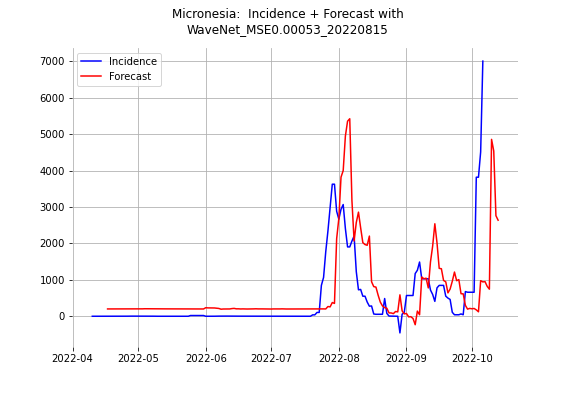 Micronesia:  Incidence + Forecast with
WaveNet_MSE0.00053_20220815
Incidence
Forecast
7000
6000
5000
4000
3000
2000
1000
0
2022-04 2022-05 2022-06 2022-07 2022-08 2022-09 2022-10